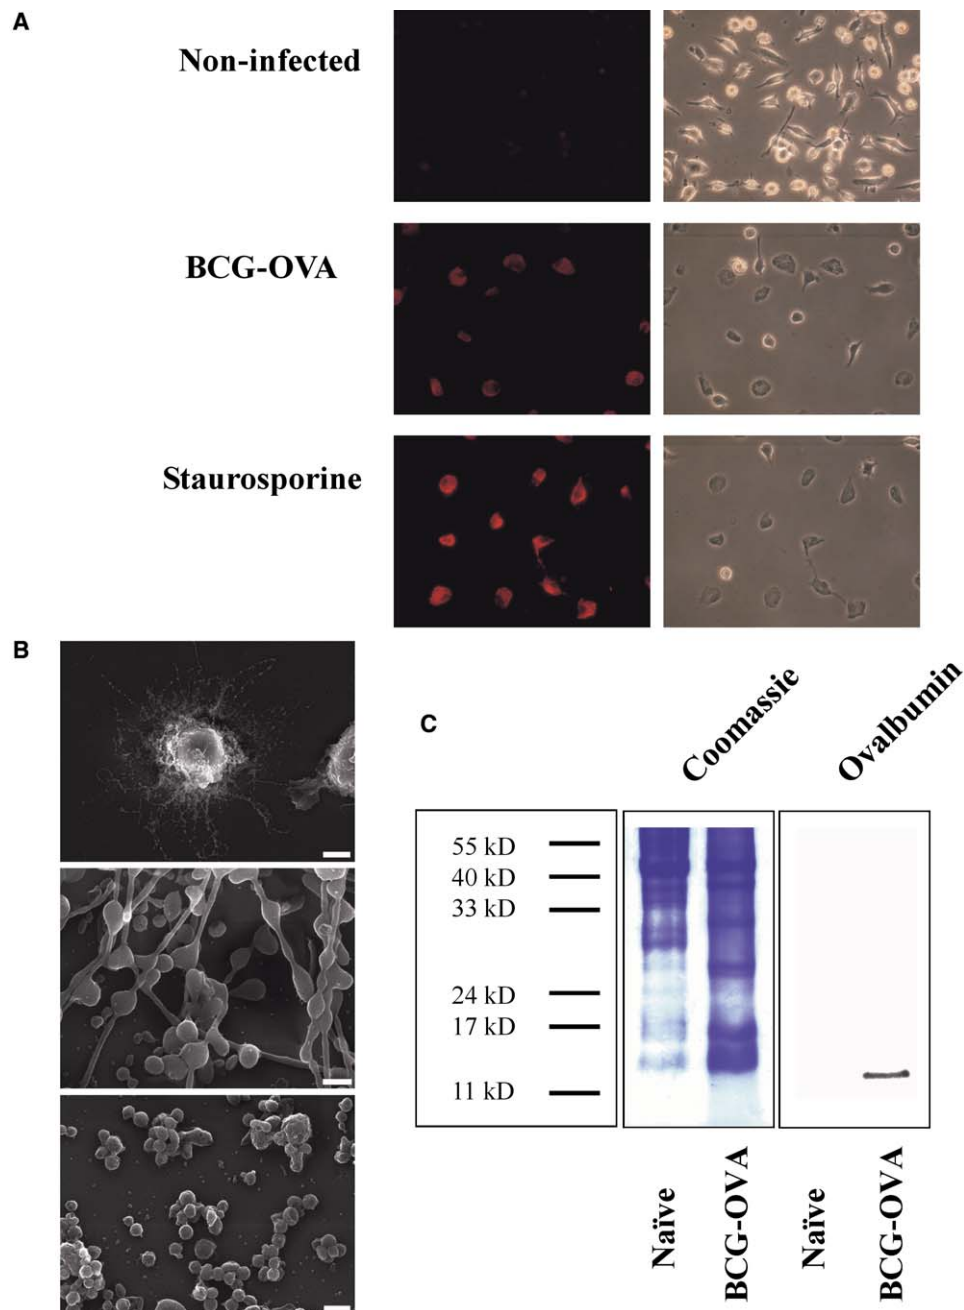 A
Non-infected
BCG-OVA
Staurosporine
B
C
Coomassie
Ovalbumin
55 kD
40 kD
33 kD
24 kD
17 kD
11 kD
Naïve
BCG-OVA
Naïve
BCG-OVA